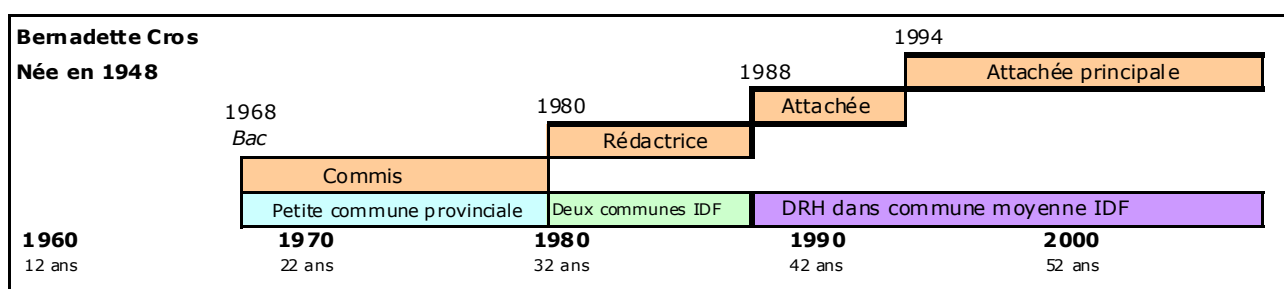 Bernadette Cros
1994
Née en 1948
1988
Attachée principale
1968
1980
Attachée
Bac
Rédactrice
Commis
Petite commune provinciale Deux communes IDF DRH dans commune moyenne IDF
1960 1970 1980 1990 2000
12 ans 22 ans 32 ans 42 ans 52 ans